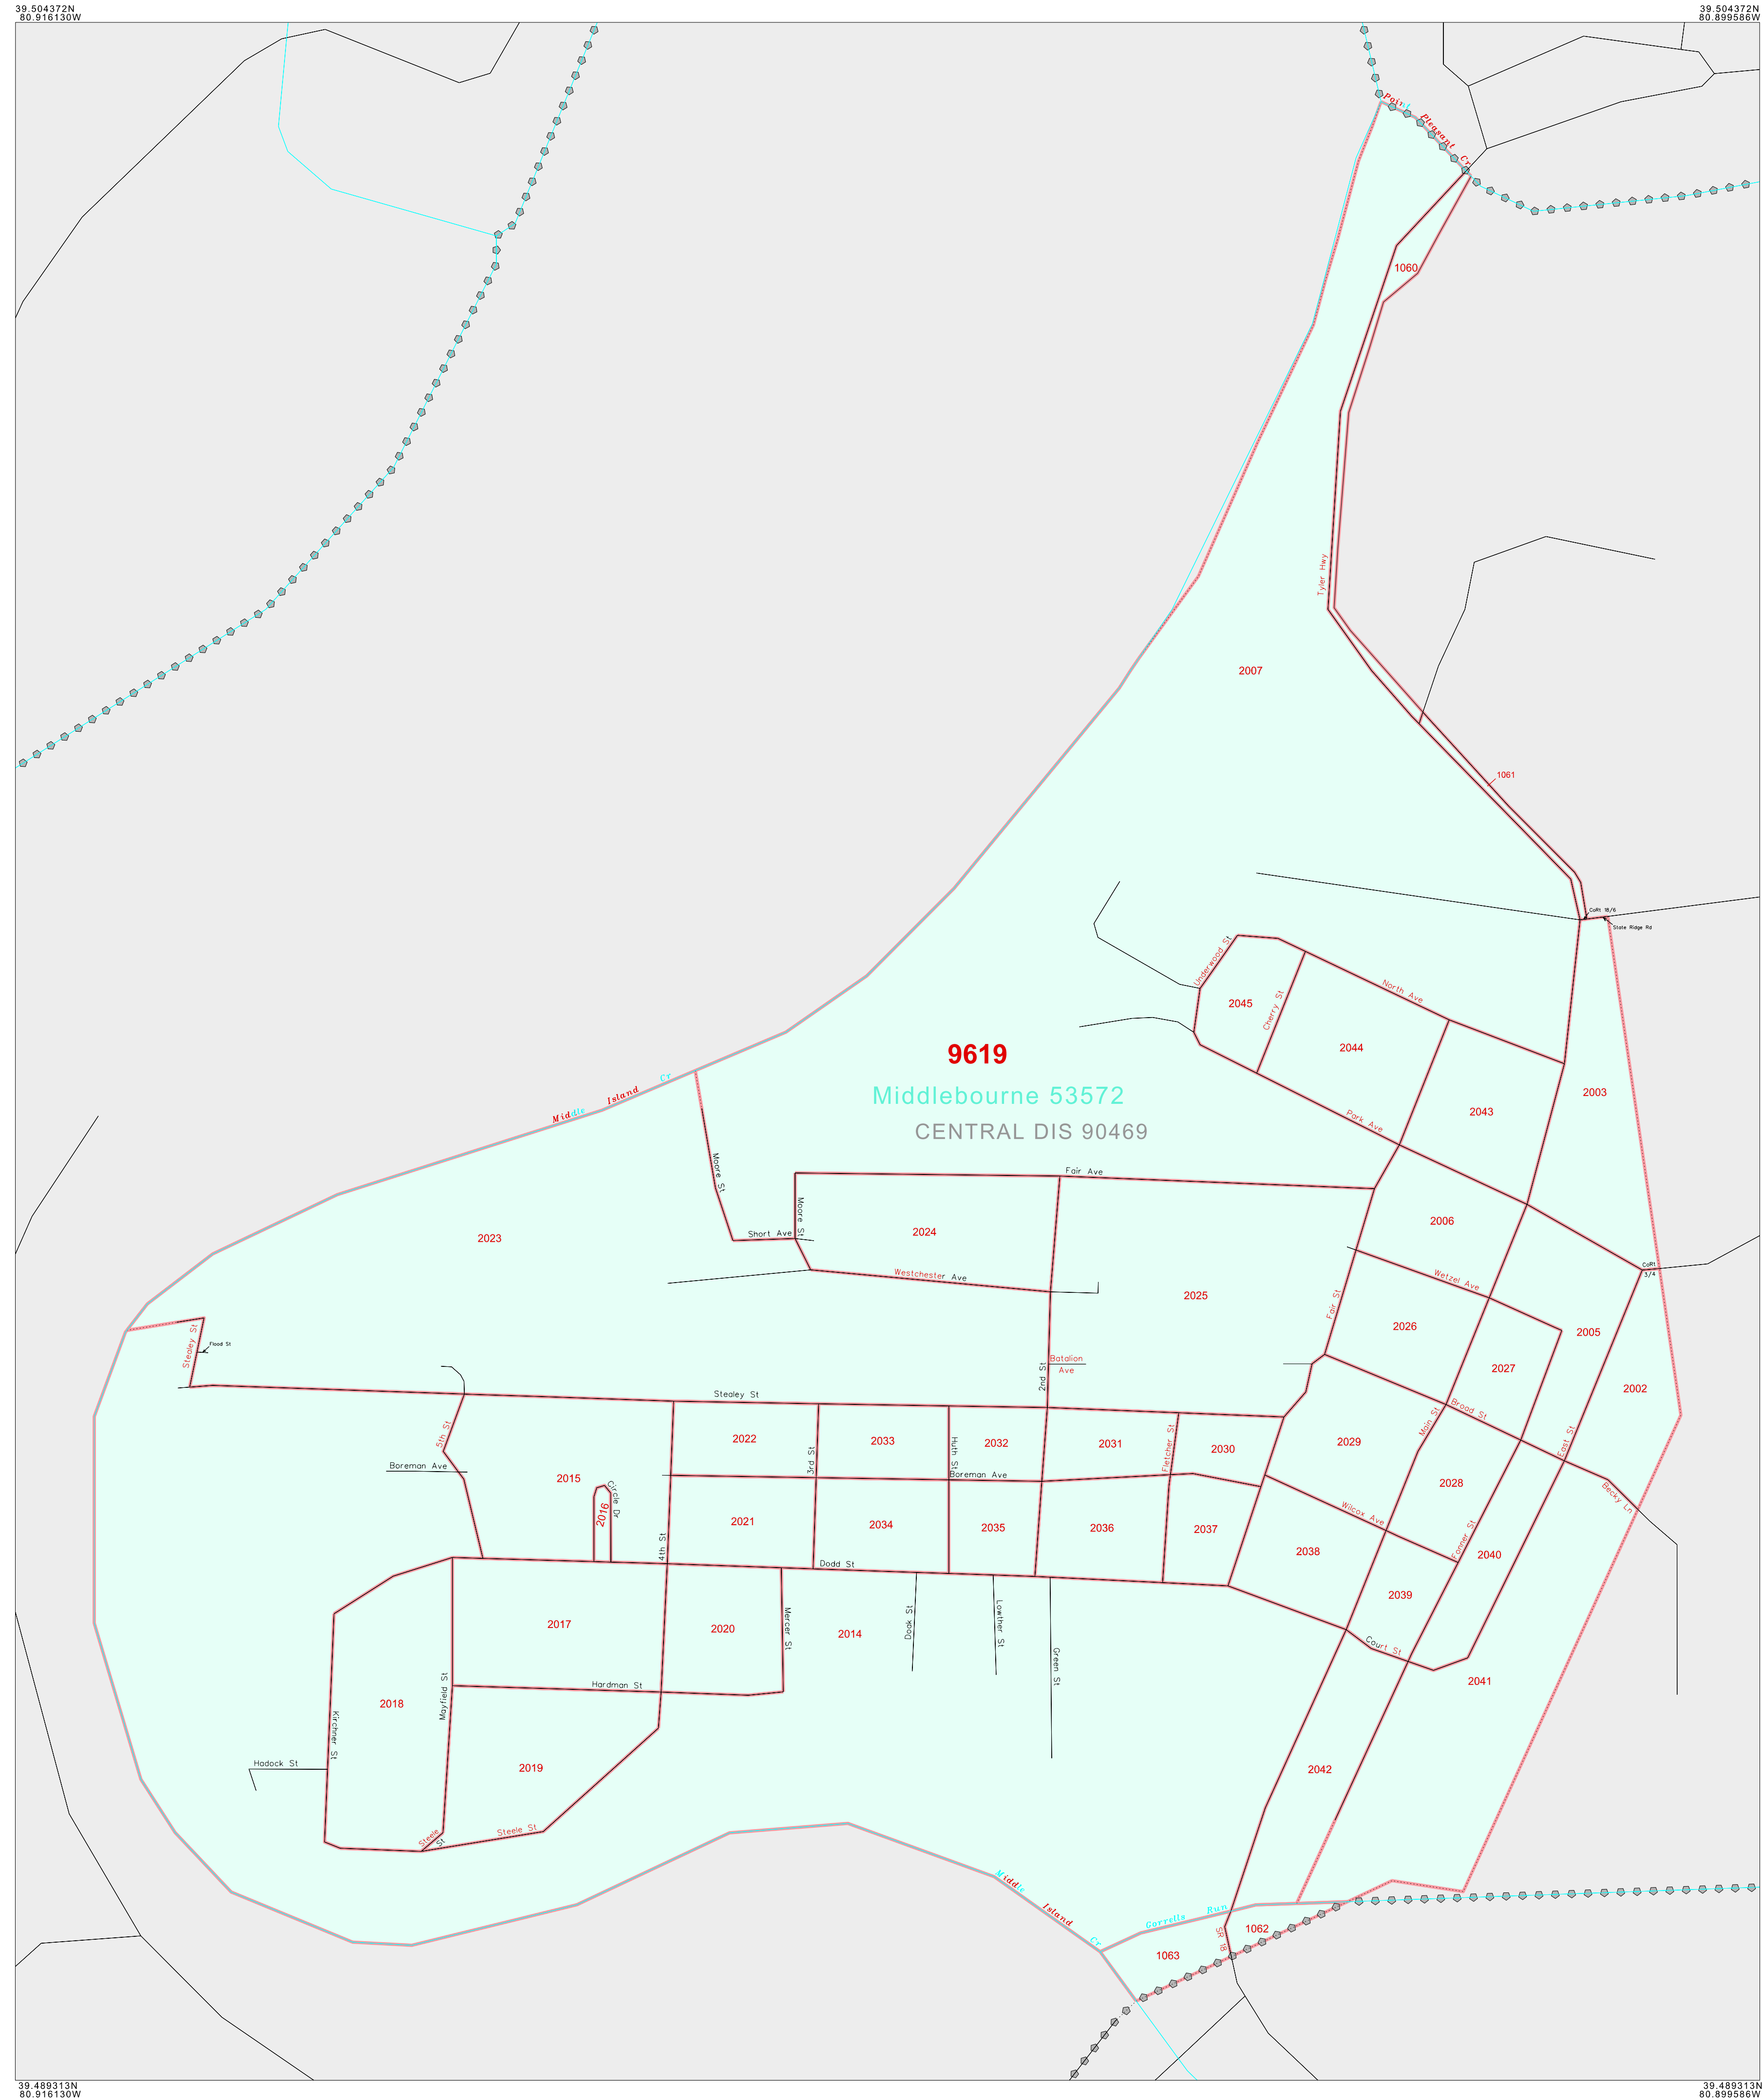 39.504372N
80.916130W
39.504372N
80.899586W
Point Pleasant Cr
1060
Tyler Hwy
2007
1061
CoRt 18/6
State Ridge Rd
Underwood St
North Ave
2045
Cherry St
2044
9619
Middle Island Cr
Middlebourne 53572
CENTRAL DIS 90469
2003
2043
Park Ave
Moore St
Fair Ave
Moore St
2006
Short Ave
2024
2023
Westchester Ave
CoRt
3/4
Wetzel Ave
2025
Fair St
2026
2005
Stealey St
Flood St
Batalion
Ave
2nd St
2027
2002
Stealey St
Broad St
Main St
5th St
2022
2033
2032
2031
Fletcher St
2030
2029
East St
3rd St
Huth St
Boreman Ave
2015
Boreman Ave
2028
Becky Ln
2016
Circle Dr
2021
2034
2035
2036
2037
Wilcox Ave
4th St
Dodd St
2038
Fonner St
2040
2039
2017
2020
Mercer St
2014
Doak St
Lowther St
Green St
Court St
2041
Hardman St
2018
Mayfield St
Kirchner St
Hadock St
2019
2042
Steele St
Steele St
Middle Island Cr
Gorrells Run
1062
SR 18
1063
39.489313N
80.916130W
39.489313N
80.899586W